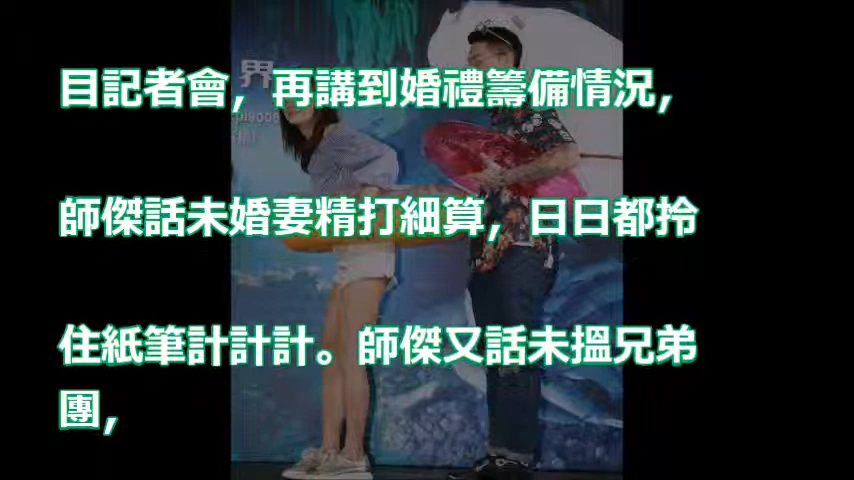 目記者會，再講到婚禮籌備情況，
師傑話未婚妻精打細算，日日都拎
住紙筆計計計。師傑又話未搵兄弟
團，
界